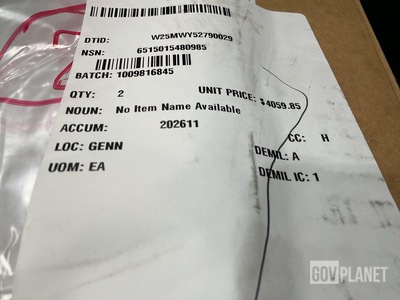 DTID: W25MWY52790029
NSN: 6515015480985
BATCH: 1009816845
QTY: 2 UNIT PRICE: $4059.85
NOUN: No Item Name Available
ACCUM: 202611
CC: H
LOC: GENN DEMIL: A
UOM: EA DEMIL IC: 1
GOVPLANET